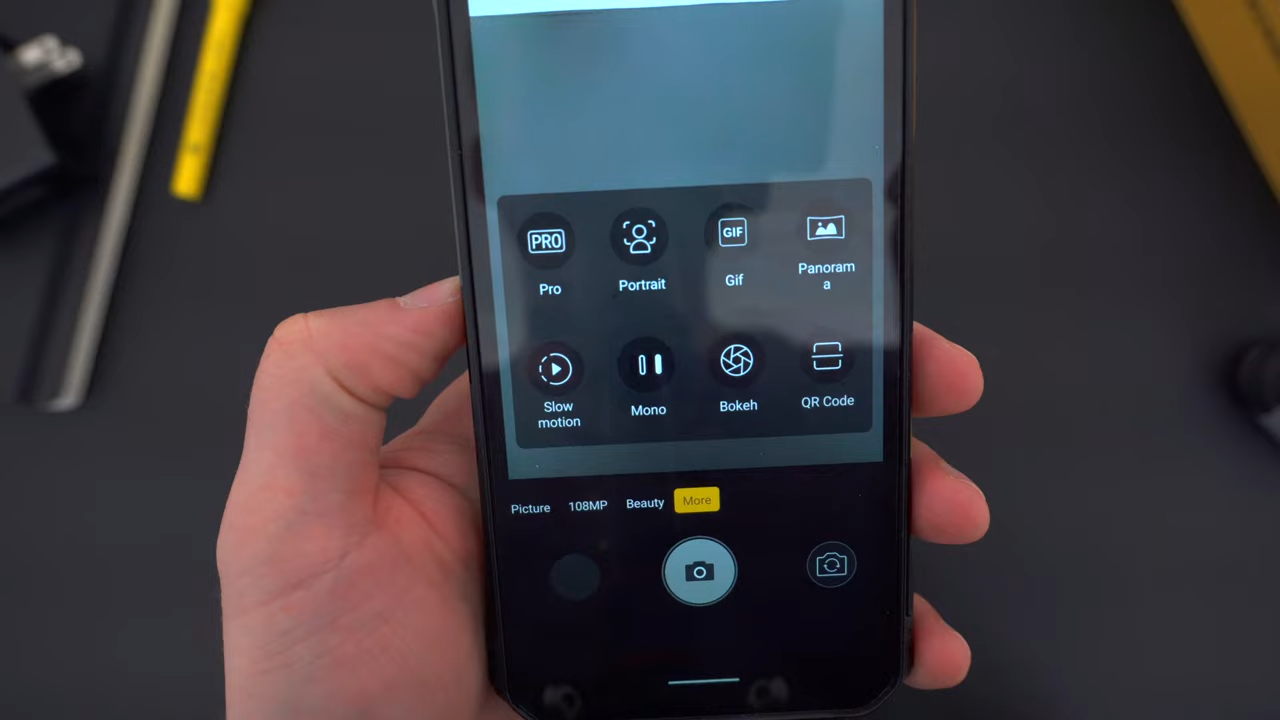 PRO
GIF
Pro
Portrait
Gif
Panoram
a
Slow
motion
Mono
Bokeh
QR Code
Picture
108MP
Beauty
More